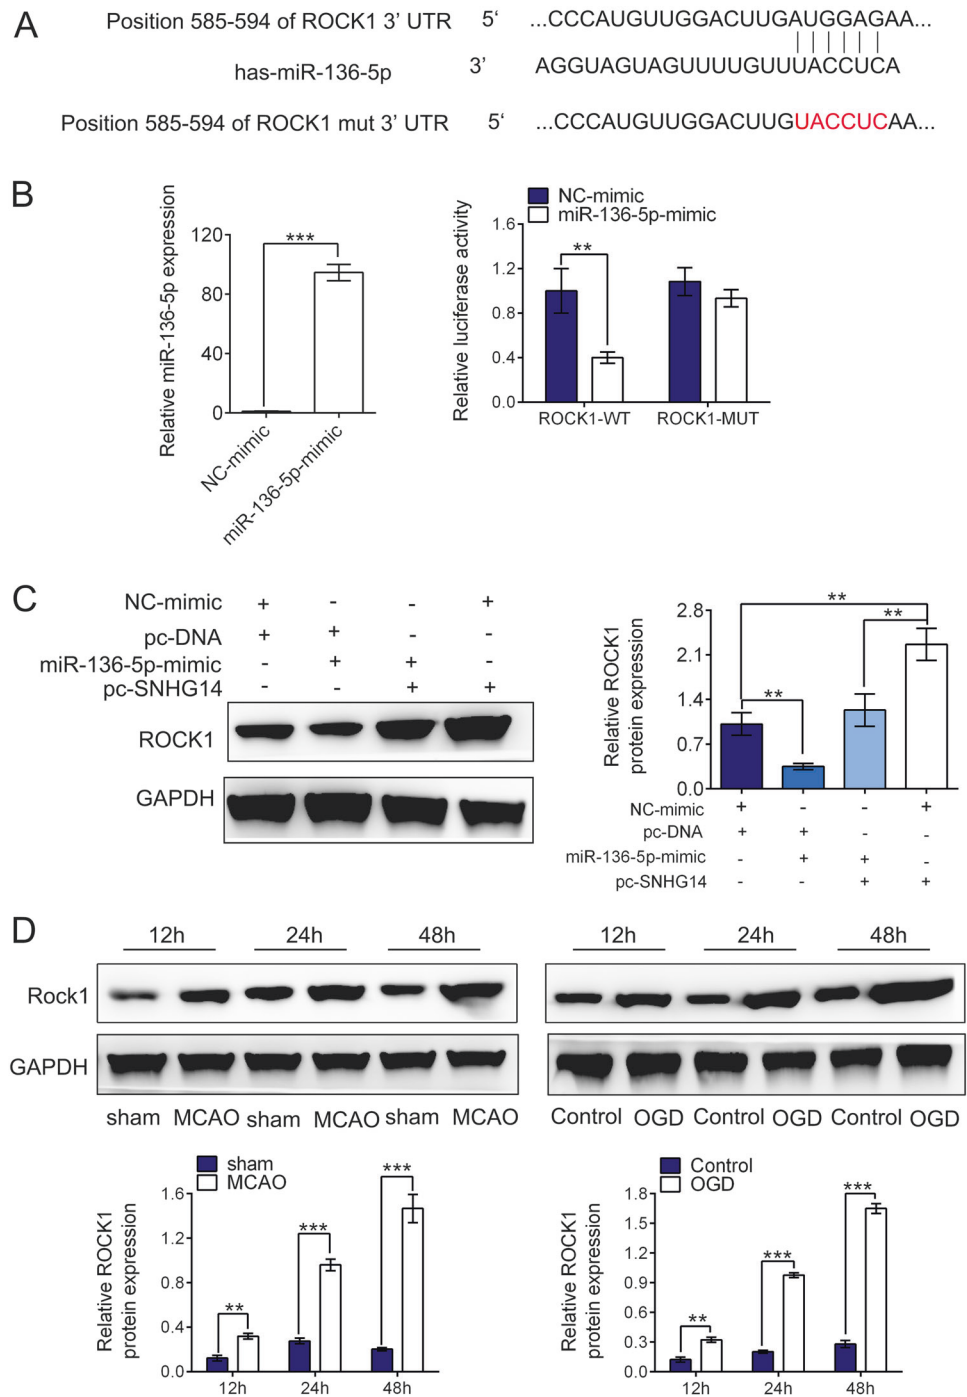 A
Position 585-594 of ROCK1 3’ UTR 5‘ ...CCCAUGUUGGACUUGAUGGAGAA...
has-miR-136-5p 3’ AGGUAGUAGUUUUGUUUACCUCA
Position 585-594 of ROCK1 mut 3’ UTR 5‘ ...CCCAUGUUGGACUUGUACCUCAA...
B
Relative miR-136-5p expression
120
80
40
0
***
NC-mimic
miR-136-5p-mimic
NC-mimic
miR-136-5p-mimic
Relative luciferase activity
1.6
1.2
0.8
0.4
0.0
**
ROCK1-WT ROCK1-MUT
C
NC-mimic + - - +
pc-DNA + + - -
miR-136-5p-mimic - + + -
pc-SNHG14 - - + +
ROCK1
GAPDH
Relative ROCK1
protein expression
2.8
2.1
1.4
0.7
0.0
**
**
**
NC-mimic + - - +
pc-DNA + + - -
miR-136-5p-mimic - + + -
pc-SNHG14 - - + +
D
12h 24h 48h
Rock1
GAPDH
sham MCAO sham MCAO sham MCAO
12h 24h 48h
Control OGD Control OGD Control OGD
sham
MCAO
Relative ROCK1
protein expression
1.6
1.2
0.8
0.4
0.0
**
***
***
12h 24h 48h
Control
OGD
Relative ROCK1
protein expression
1.8
1.5
1.2
0.9
0.6
0.3
0.0
**
***
***
12h 24h 48h